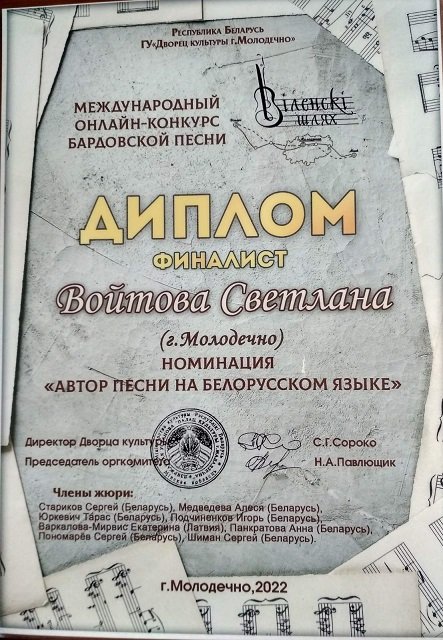 Республика Беларусь
ГУ«Дворец культуры г.Молодечно»
МЕЖДУНАРОДНЫЙ
ОНЛАЙН-КОНКУРС
БАРДОВСКОЙ ПЕСНИ
Віленскі
шлях
ДИПЛОМ
ФИНАЛИСТ
Войтова Светлана
(г.Молодечно)
НОМИНАЦИЯ
«АВТОР ПЕСНИ НА БЕЛОРУССКОМ ЯЗЫКЕ»
Директор Дворца культуры С.Г.Сороко
Председатель оргкомитета Н.А.Павлющик
Члены жюри:
Стариков Сергей (Беларусь), Медведева Алеся (Беларусь),
Юркевич Тарас (Беларусь), Подчиненков Игорь (Беларусь),
Варкалова-Мирвис Екатерина (Латвия), Панкратова Анна (Беларусь),
Пономарёв Сергей (Беларусь), Шиман Сергей (Беларусь).
г.Молодечно,2022